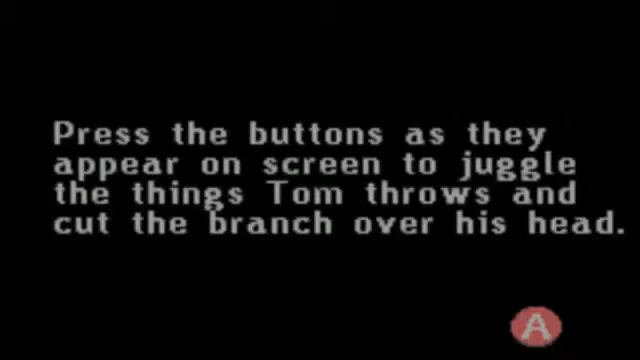 Press the buttons as they
appear on screen to juggle
the things Tom throws and
cut the branch over his head.
A